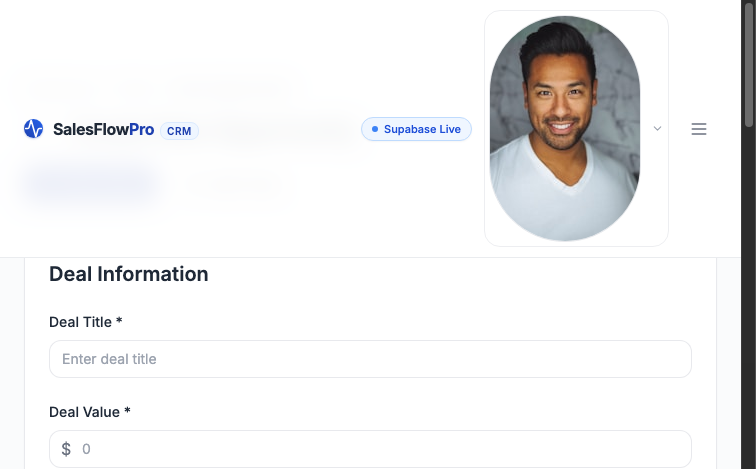 SalesFlowPro CRM
Supabase Live
Deal Information
Deal Title *
Enter deal title
Deal Value *
$ 0